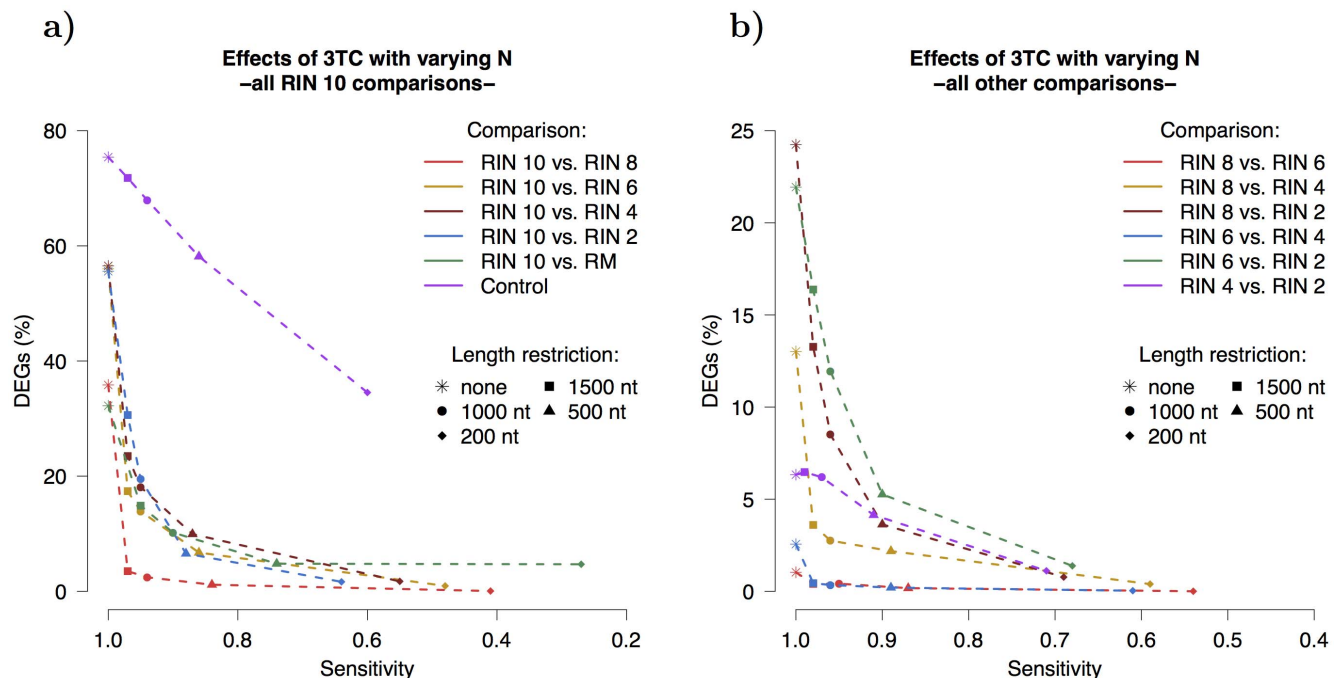 a)
Effects of 3TC with varying N
–all RIN 10 comparisons–
80
60
40
20
0
DEGs (%)
Comparison:
RIN 10 vs. RIN 8
RIN 10 vs. RIN 6
RIN 10 vs. RIN 4
RIN 10 vs. RIN 2
RIN 10 vs. RM
Control
Length restriction:
none 1500 nt
1000 nt 500 nt
200 nt
1.0 0.8 0.6 0.4 0.2
Sensitivity
b)
Effects of 3TC with varying N
–all other comparisons–
25
20
15
10
5
0
DEGs (%)
Comparison:
RIN 8 vs. RIN 6
RIN 8 vs. RIN 4
RIN 8 vs. RIN 2
RIN 6 vs. RIN 4
RIN 6 vs. RIN 2
RIN 4 vs. RIN 2
Length restriction:
none 1500 nt
1000 nt 500 nt
200 nt
1.0 0.9 0.8 0.7 0.6 0.5 0.4
Sensitivity